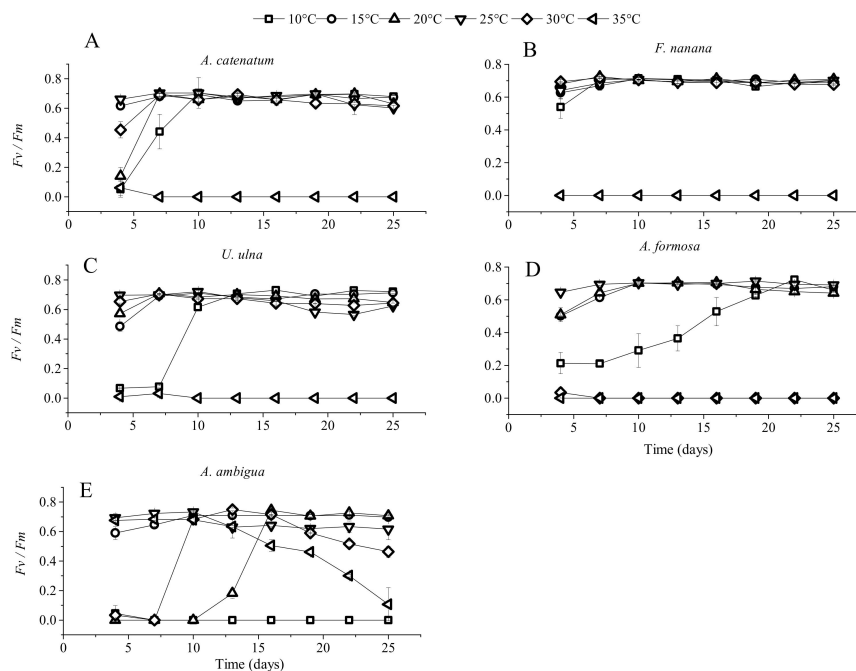 10°C 15°C 20°C 25°C 30°C 35°C
A
A. catenatum
Fv / Fm
0.8
0.6
0.4
0.2
0.0
0 5 10 15 20 25
B
F. nanana
0.8
0.6
0.4
0.2
0.0
0 5 10 15 20 25
C
U. ulna
Fv / Fm
0.8
0.6
0.4
0.2
0.0
0 5 10 15 20 25
D
A. formosa
0.8
0.6
0.4
0.2
0.0
0 5 10 15 20 25
Time (days)
E
A. ambigua
Fv / Fm
0.8
0.6
0.4
0.2
0.0
0 5 10 15 20 25
Time (days)